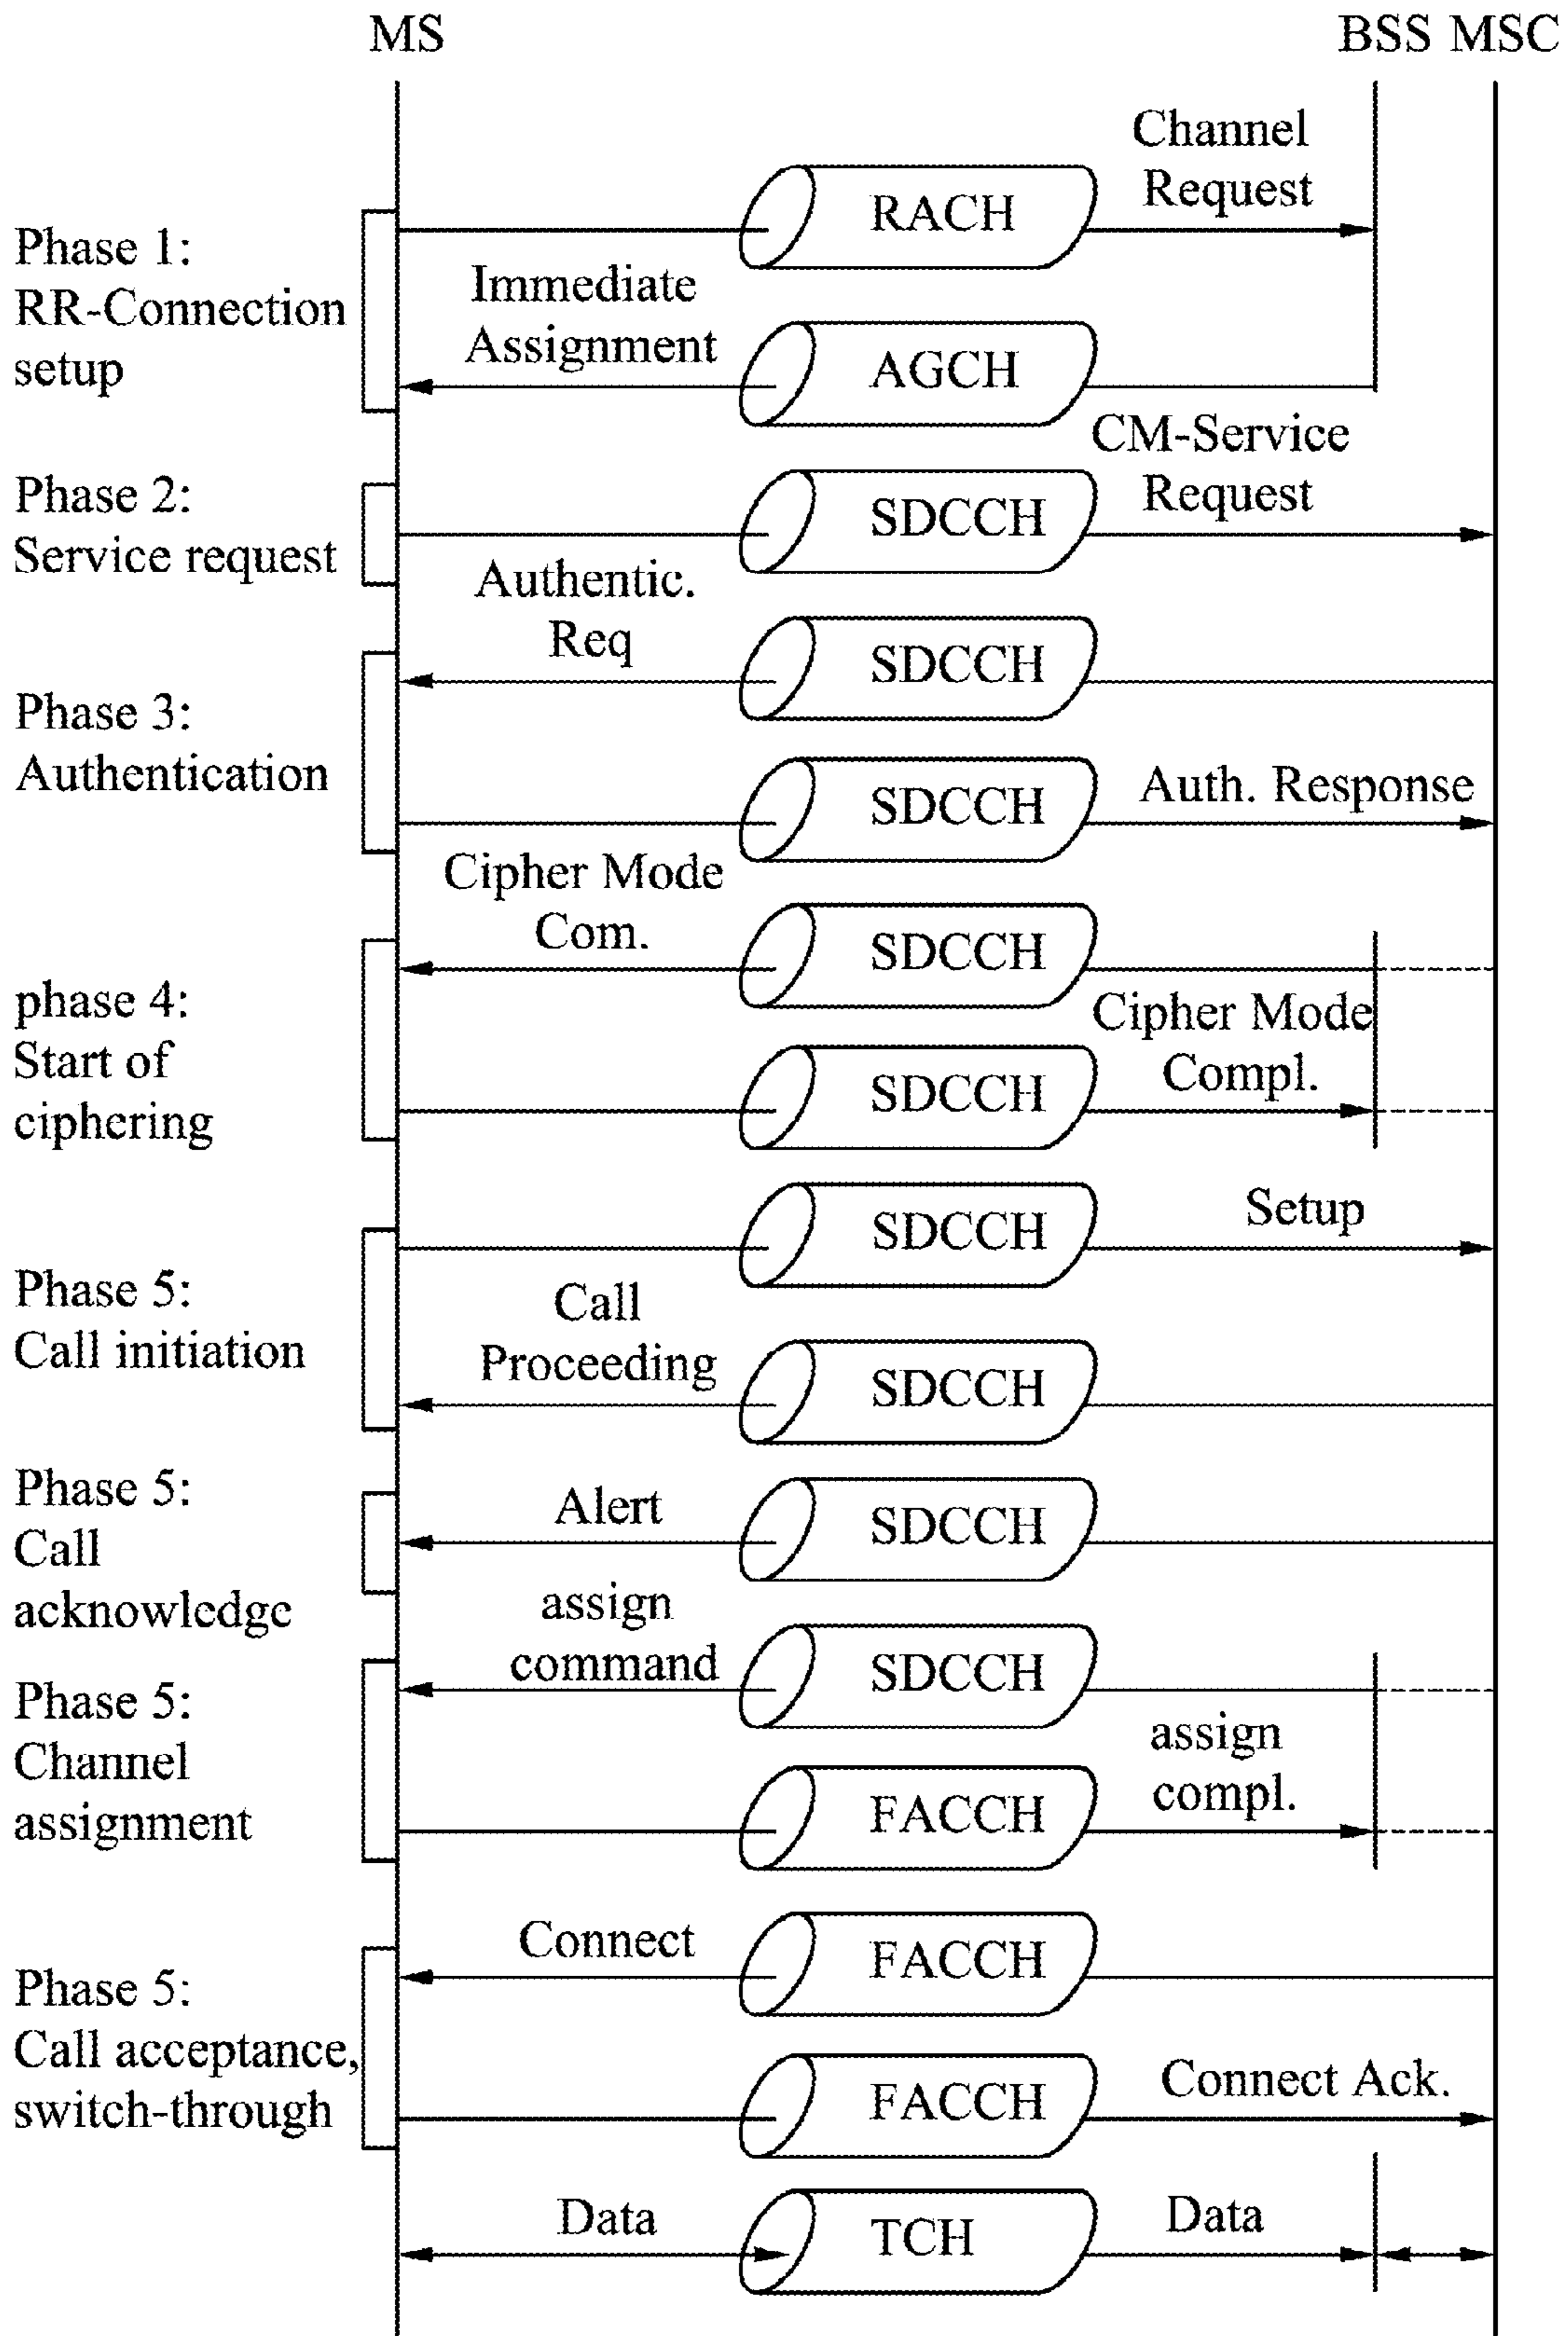 MS
BSS MSC
Channel
Request
RACH
Phase 1:
RR-Connection
setup
Immediate
Assignment
AGCH
CM-Service
Request
Phase 2:
Service request
SDCCH
Authentic.
Req
SDCCH
Phase 3:
Authentication
SDCCH
Auth. Response
Cipher Mode
Com.
SDCCH
phase 4:
Start of
ciphering
Cipher Mode
Compl.
SDCCH
SDCCH
Setup
Phase 5:
Call initiation
Call
Proceeding
SDCCH
Phase 5:
Call
acknowledge
Alert
SDCCH
assign
command
SDCCH
Phase 5:
Channel
assignment
assign
compl.
FACCH
Connect
FACCH
Phase 5:
Call acceptance,
switch-through
FACCH
Connect Ack.
Data
TCH
Data